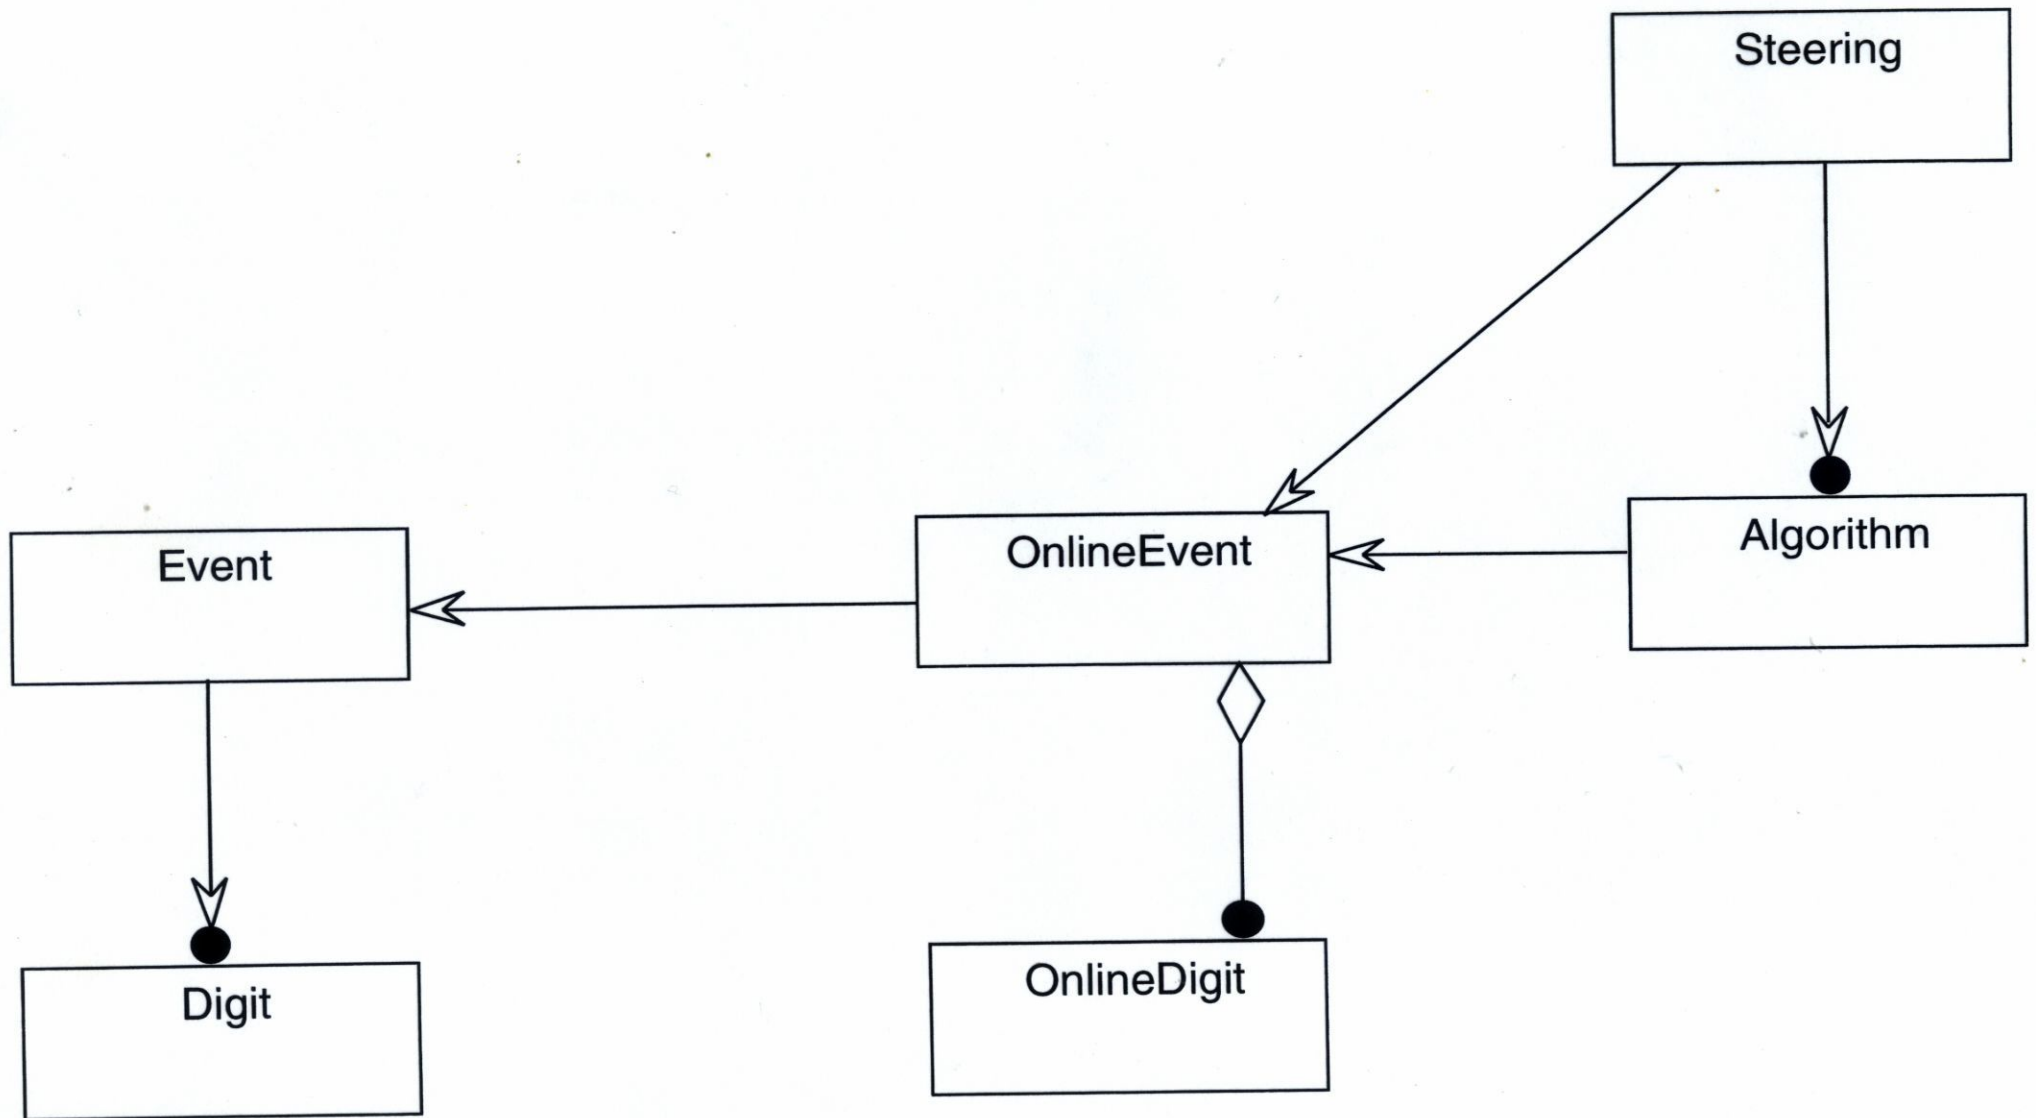 Steering
OnlineEvent
Algorithm
Event
OnlineDigit
Digit